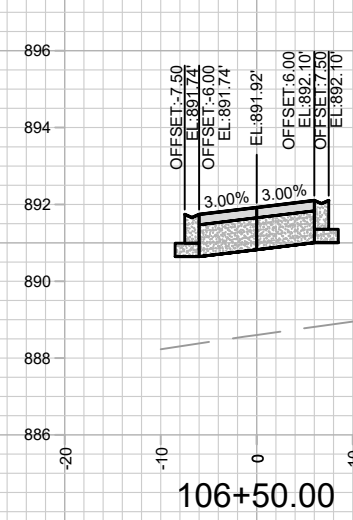 896
894
892
890
888
886
OFFSET:-7.50
EL:891.74'
OFFSET:-6.00
EL:891.74'
EL:891.92'
OFFSET:6.00
EL:892.10'
OFFSET:7.50
EL:892.10'
3.00%
3.00%
-20
-10
0
10
106+50.00